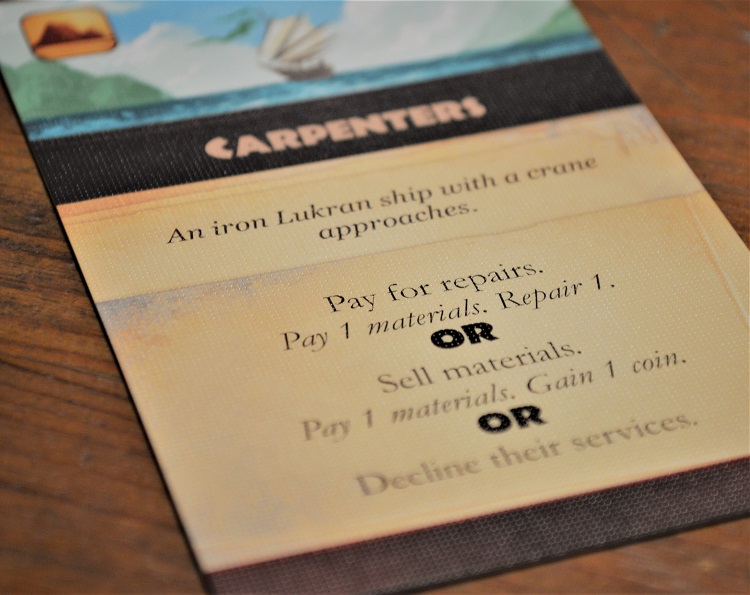 CARPENTERS
An iron Lukran ship with a crane
approaches.
Pay for repairs.
Pay 1 materials. Repair 1.
OR
Sell materials.
Pay 1 materials. Gain 1 coin.
OR
Decline their services.